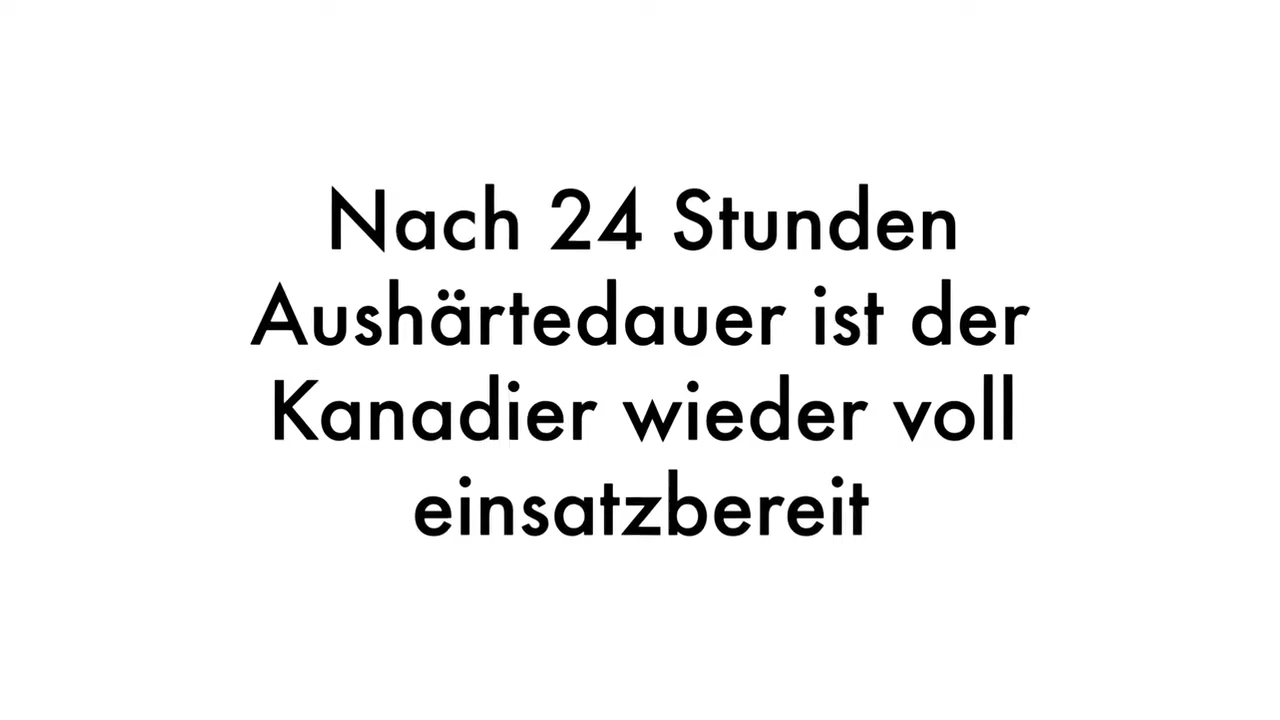 Nach 24 Stunden
Aushärtedauer ist der
Kanadier wieder voll
einsatzbereit